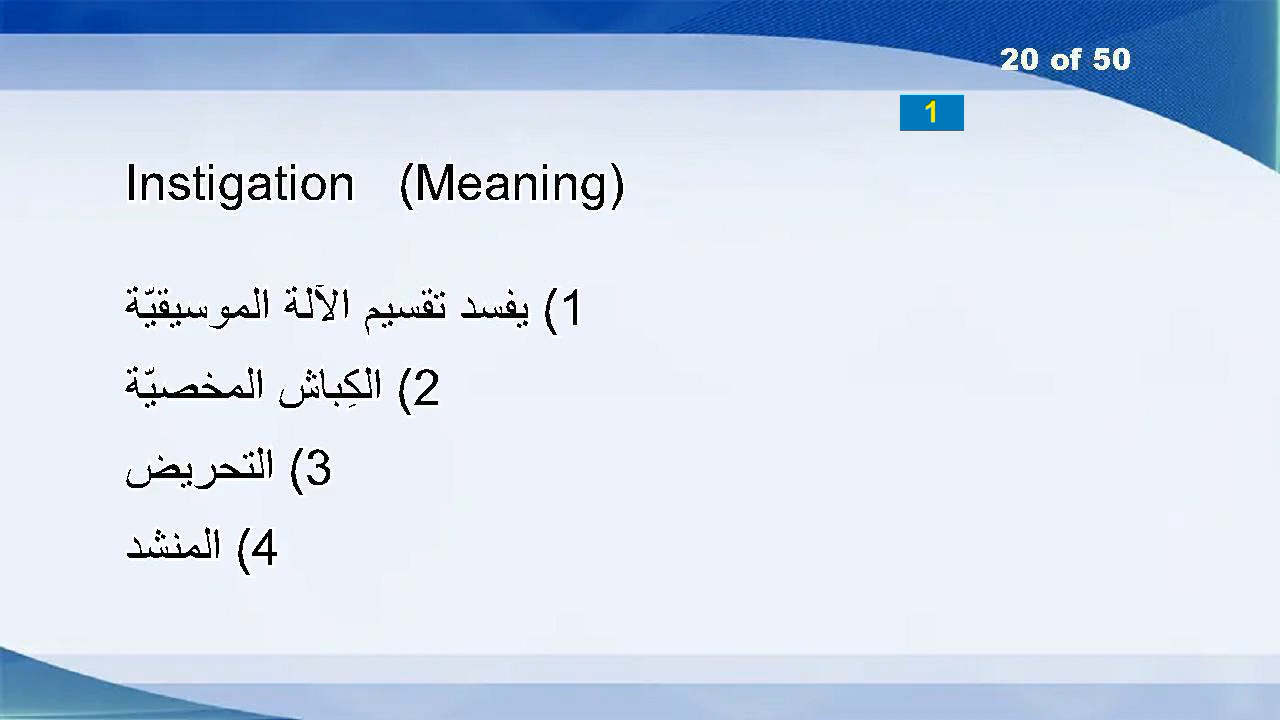 20 of 50
1
Instigation (Meaning)
1) يفسد تقسيم الآلة الموسيقيّة
2) الكِباش المخصيّة
3) التحريض
4) المنشد